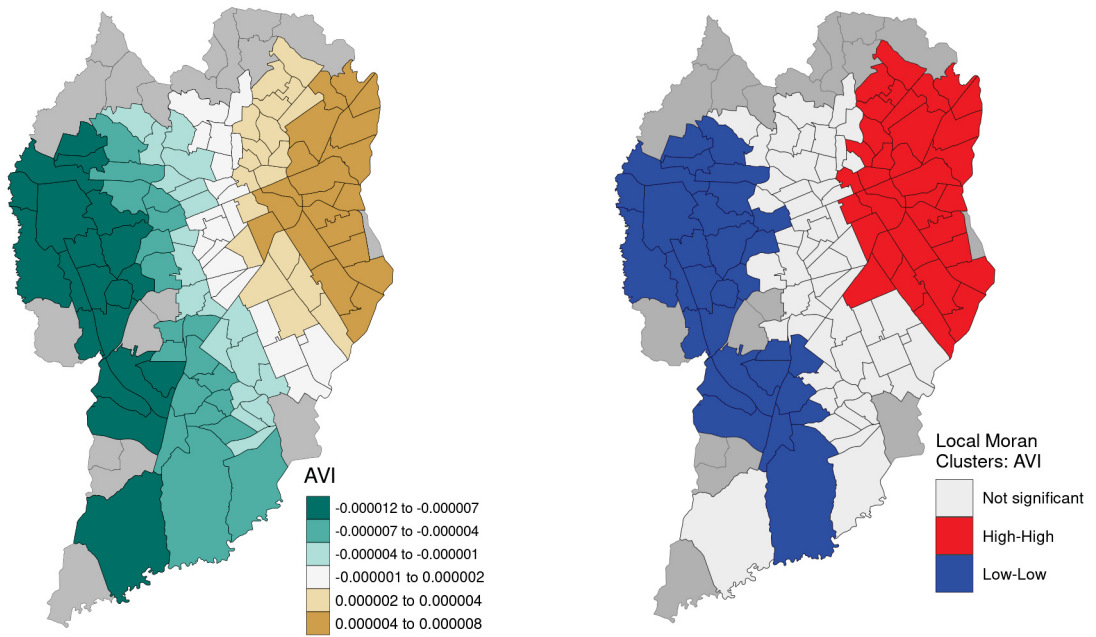 AVI
-0.000012 to -0.000007
-0.000007 to -0.000004
-0.000004 to -0.000001
-0.000001 to 0.000002
0.000002 to 0.000004
0.000004 to 0.000008
Local Moran
Clusters: AVI
Not significant
High-High
Low-Low